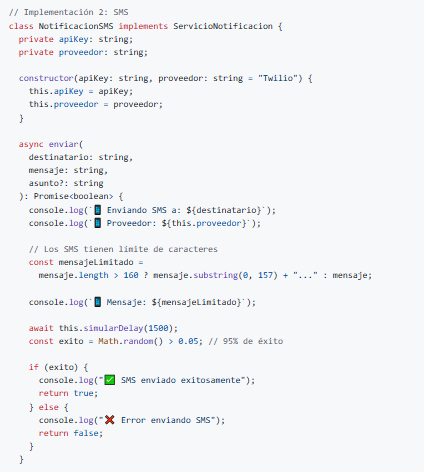 // Implementación 2: SMS
class NotificacionSMS implements ServicioNotificacion {
  private apiKey: string;
  private proveedor: string;

  constructor(apiKey: string, proveedor: string = "Twilio") {
    this.apiKey = apiKey;
    this.proveedor = proveedor;
  }

  async enviar(
    destinatario: string,
    mensaje: string,
    asunto?: string
  ): Promise<boolean> {
    console.log(`📱 Enviando SMS a: ${destinatario}`);
    console.log(`📱 Proveedor: ${this.proveedor}`);

    // Los SMS tienen límite de caracteres
    const mensajeLimitado =
      mensaje.length > 160 ? mensaje.substring(0, 157) + "..." : mensaje;

    console.log(`📱 Mensaje: ${mensajeLimitado}`);

    await this.simularDelay(1500);
    const exito = Math.random() > 0.05; // 95% de éxito

    if (exito) {
      console.log("✅ SMS enviado exitosamente");
      return true;
    } else {
      console.log("❌ Error enviando SMS");
      return false;
    }
  }